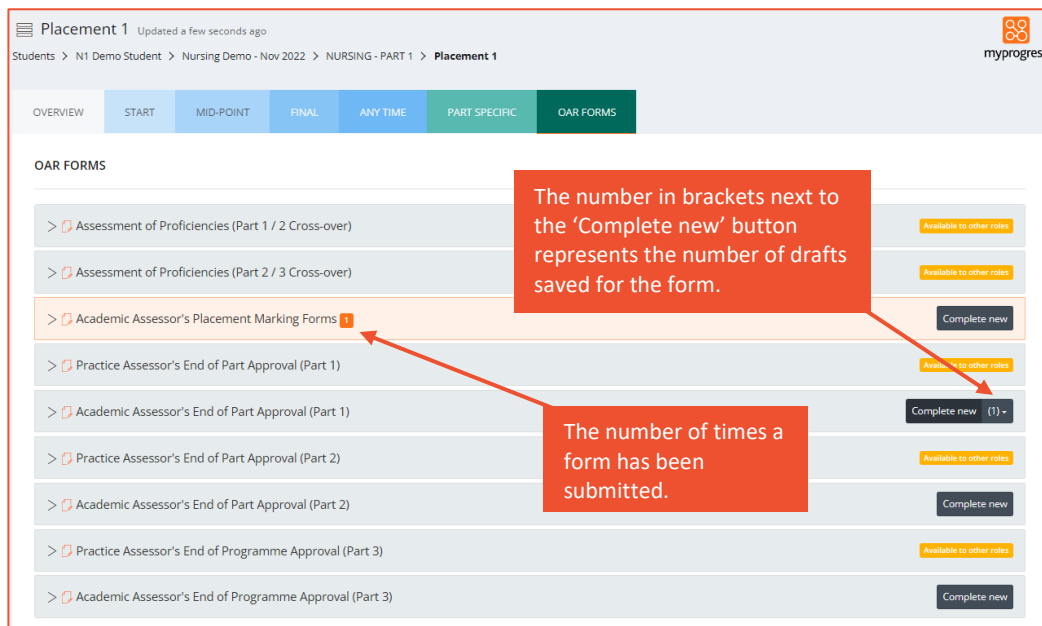 Placement 1 Updated a few seconds ago
myprogres
Students > N1 Demo Student > Nursing Demo - Nov 2022 > NURSING - PART 1 > Placement 1
OVERVIEW START MID-POINT FINAL ANY TIME PART SPECIFIC OAR FORMS
OAR FORMS
The number in brackets next to
the ‘Complete new’ button
represents the number of drafts
saved for the form.
> Assessment of Proficiencies (Part 1 / 2 Cross-over) Available to other roles
> Assessment of Proficiencies (Part 2 / 3 Cross-over) Available to other roles
> Academic Assessor's Placement Marking Forms 1 Complete new
> Practice Assessor's End of Part Approval (Part 1) Available to other roles
> Academic Assessor's End of Part Approval (Part 1) Complete new (1)
The number of times a
form has been
submitted.
> Practice Assessor's End of Part Approval (Part 2) Available to other roles
> Academic Assessor's End of Part Approval (Part 2) Complete new
> Practice Assessor's End of Programme Approval (Part 3) Available to other roles
> Academic Assessor's End of Programme Approval (Part 3) Complete new